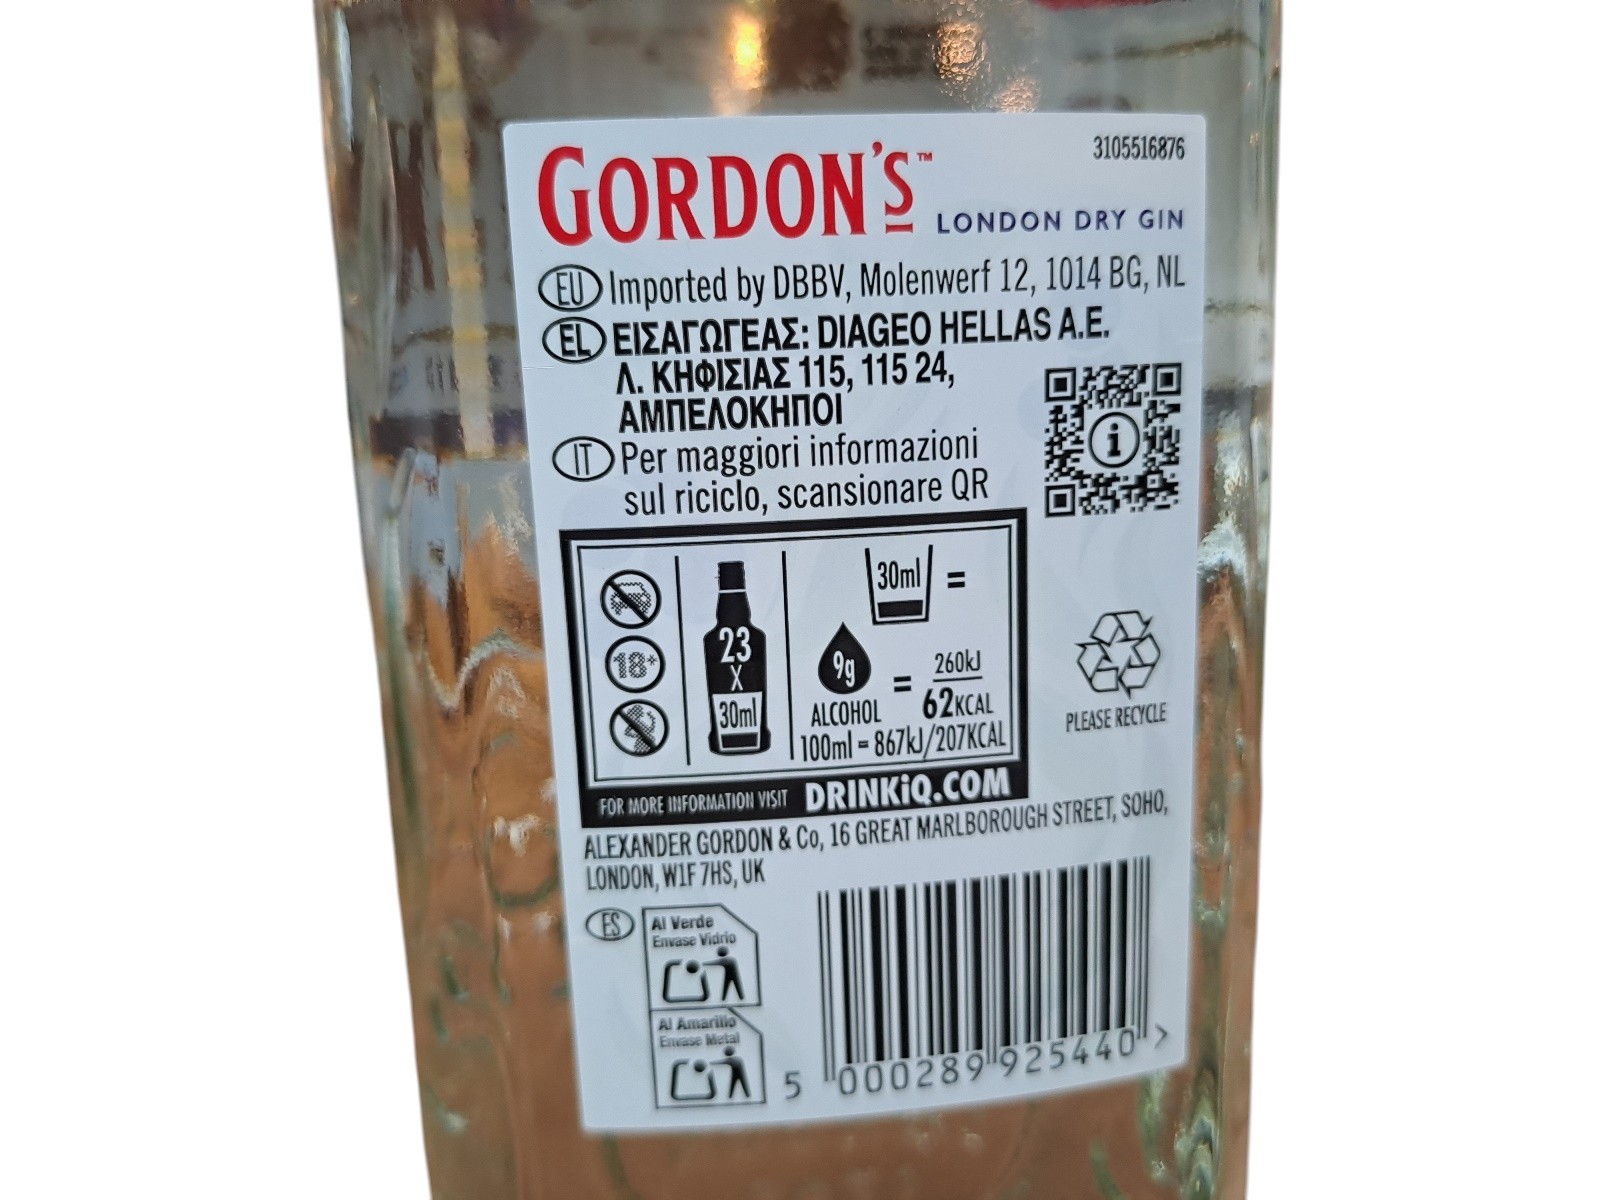 GORDON'S™
3105516876
LONDON DRY GIN
EU Imported by DBBV, Molenwerf 12, 1014 BG, NL
EL ΕΙΣΑΓΩΓΕΑΣ: DIAGEO HELLAS A.E.
Λ. ΚΗΦΙΣΙΑΣ 115, 115 24,
ΑΜΠΕΛΟΚΗΠΟΙ
IT Per maggiori informazioni
sul riciclo, scansionare QR
18+
23
X
30ml
30ml =
9g
ALCOHOL
= 260kJ
62KCAL
100ml = 867kJ/207KCAL
FOR MORE INFORMATION VISIT DRINKiQ.COM
PLEASE RECYCLE
ALEXANDER GORDON & Co, 16 GREAT MARLBOROUGH STREET, SOHO,
LONDON, W1F 7HS, UK
ES
Al Verde
Envase Vidrio
Al Amarillo
Envase Metal
5 000289 925440 >